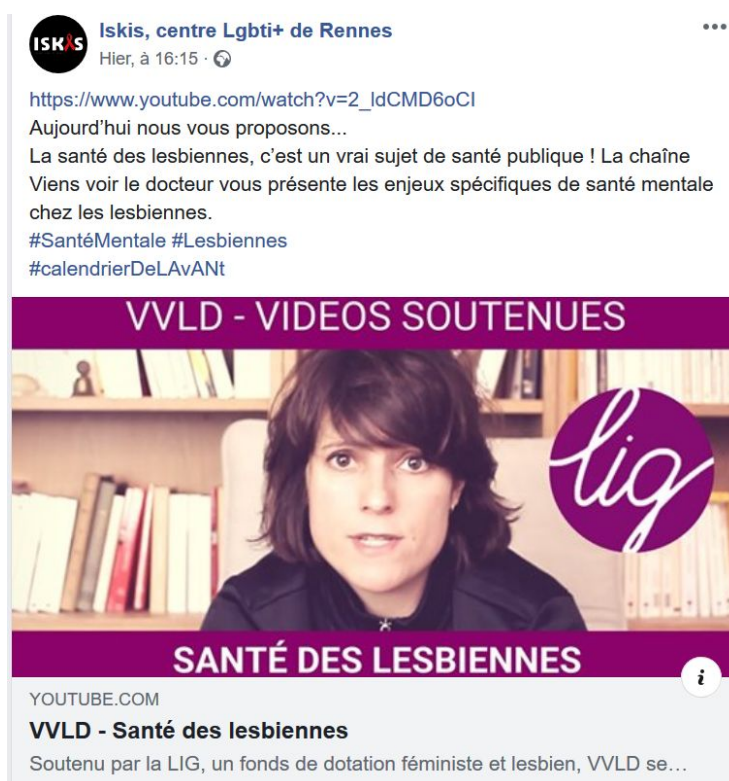 ISKIS
Iskis, centre Lgbti+ de Rennes
Hier, à 16:15 ·
https://www.youtube.com/watch?v=2_ldCMD6oCI
Aujourd’hui nous vous proposons...
La santé des lesbiennes, c’est un vrai sujet de santé publique ! La chaîne
Viens voir le docteur vous présente les enjeux spécifiques de santé mentale
chez les lesbiennes.
#SantéMentale #Lesbiennes
#calendrierDeLAvANt
VVLD - VIDEOS SOUTENUES
lig
SANTÉ DES LESBIENNES
i
YOUTUBE.COM
VVLD - Santé des lesbiennes
Soutenu par la LIG, un fonds de dotation féministe et lesbien, VVLD se...